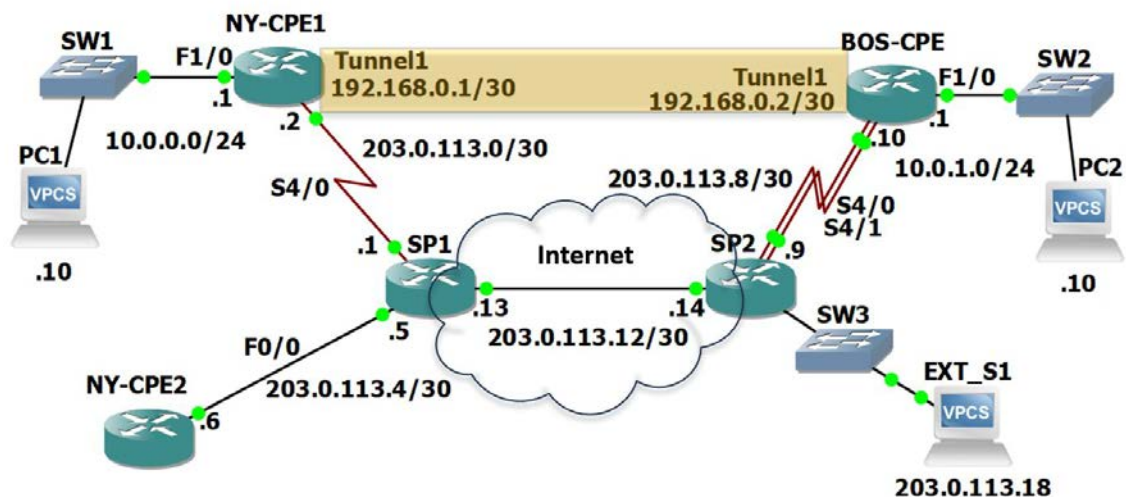 NY-CPE1
SW1
F1/0
.1
.2
Tunnel1
192.168.0.1/30
Tunnel1
192.168.0.2/30
BOS-CPE
F1/0
SW2
.1
.10
10.0.0.0/24
203.0.113.0/30
10.0.1.0/24
PC1
VPCS
.10
S4/0
203.0.113.8/30
S4/0
S4/1
PC2
VPCS
.10
.1
SP1
Internet
SP2
.9
.13
.14
.5
203.0.113.12/30
SW3
F0/0
203.0.113.4/30
NY-CPE2
.6
EXT_S1
VPCS
203.0.113.18